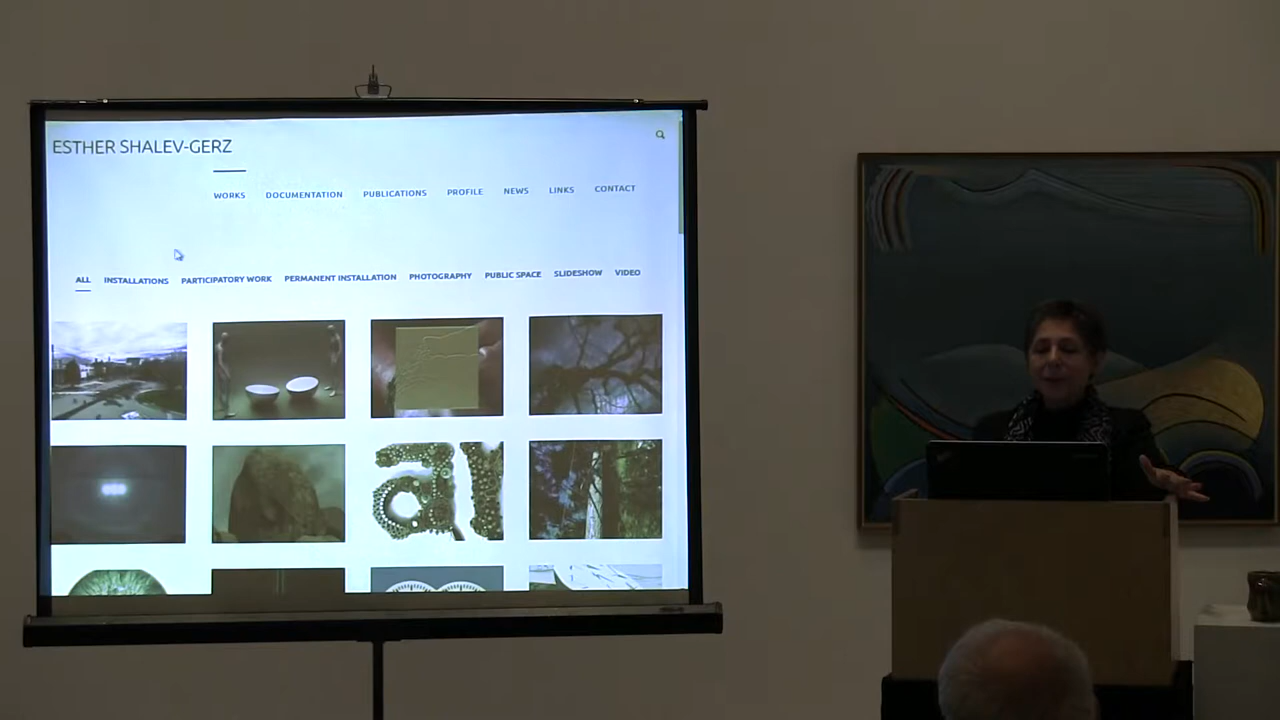 ESTHER SHALEV-GERZ
WORKS DOCUMENTATION PUBLICATIONS PROFILE NEWS LINKS CONTACT
ALL INSTALLATIONS PARTICIPATORY WORK PERMANENT INSTALLATION PHOTOGRAPHY PUBLIC SPACE SLIDESHOW VIDEO
al